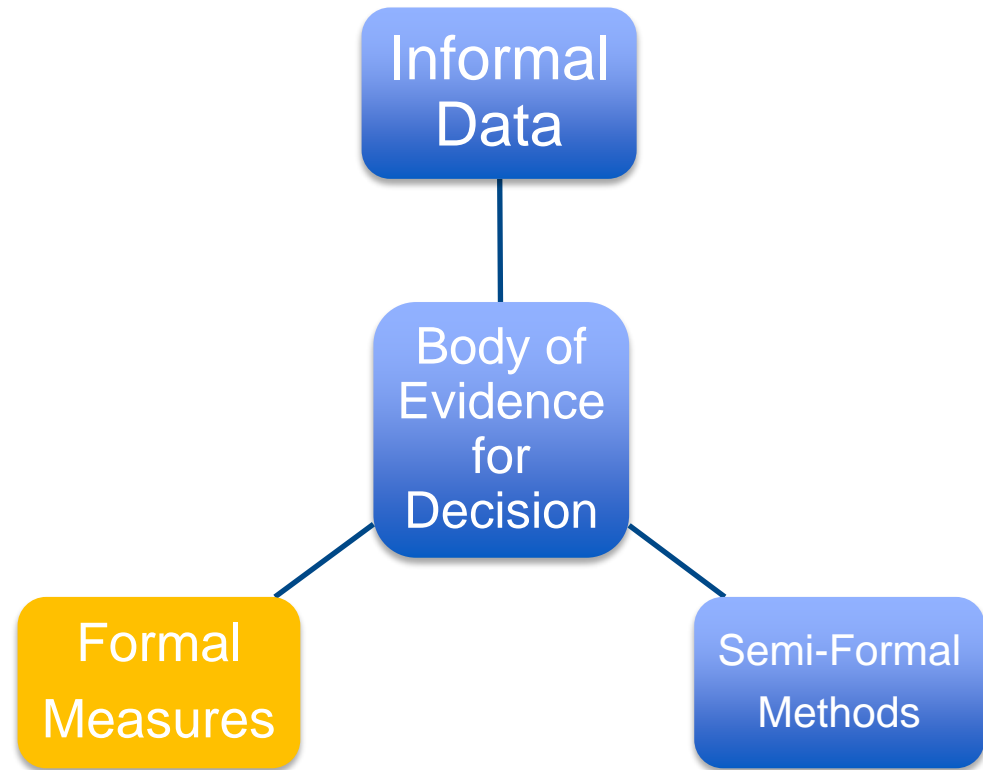 Informal
Data
Body of
Evidence
for
Decision
Formal
Measures
Semi-Formal
Methods